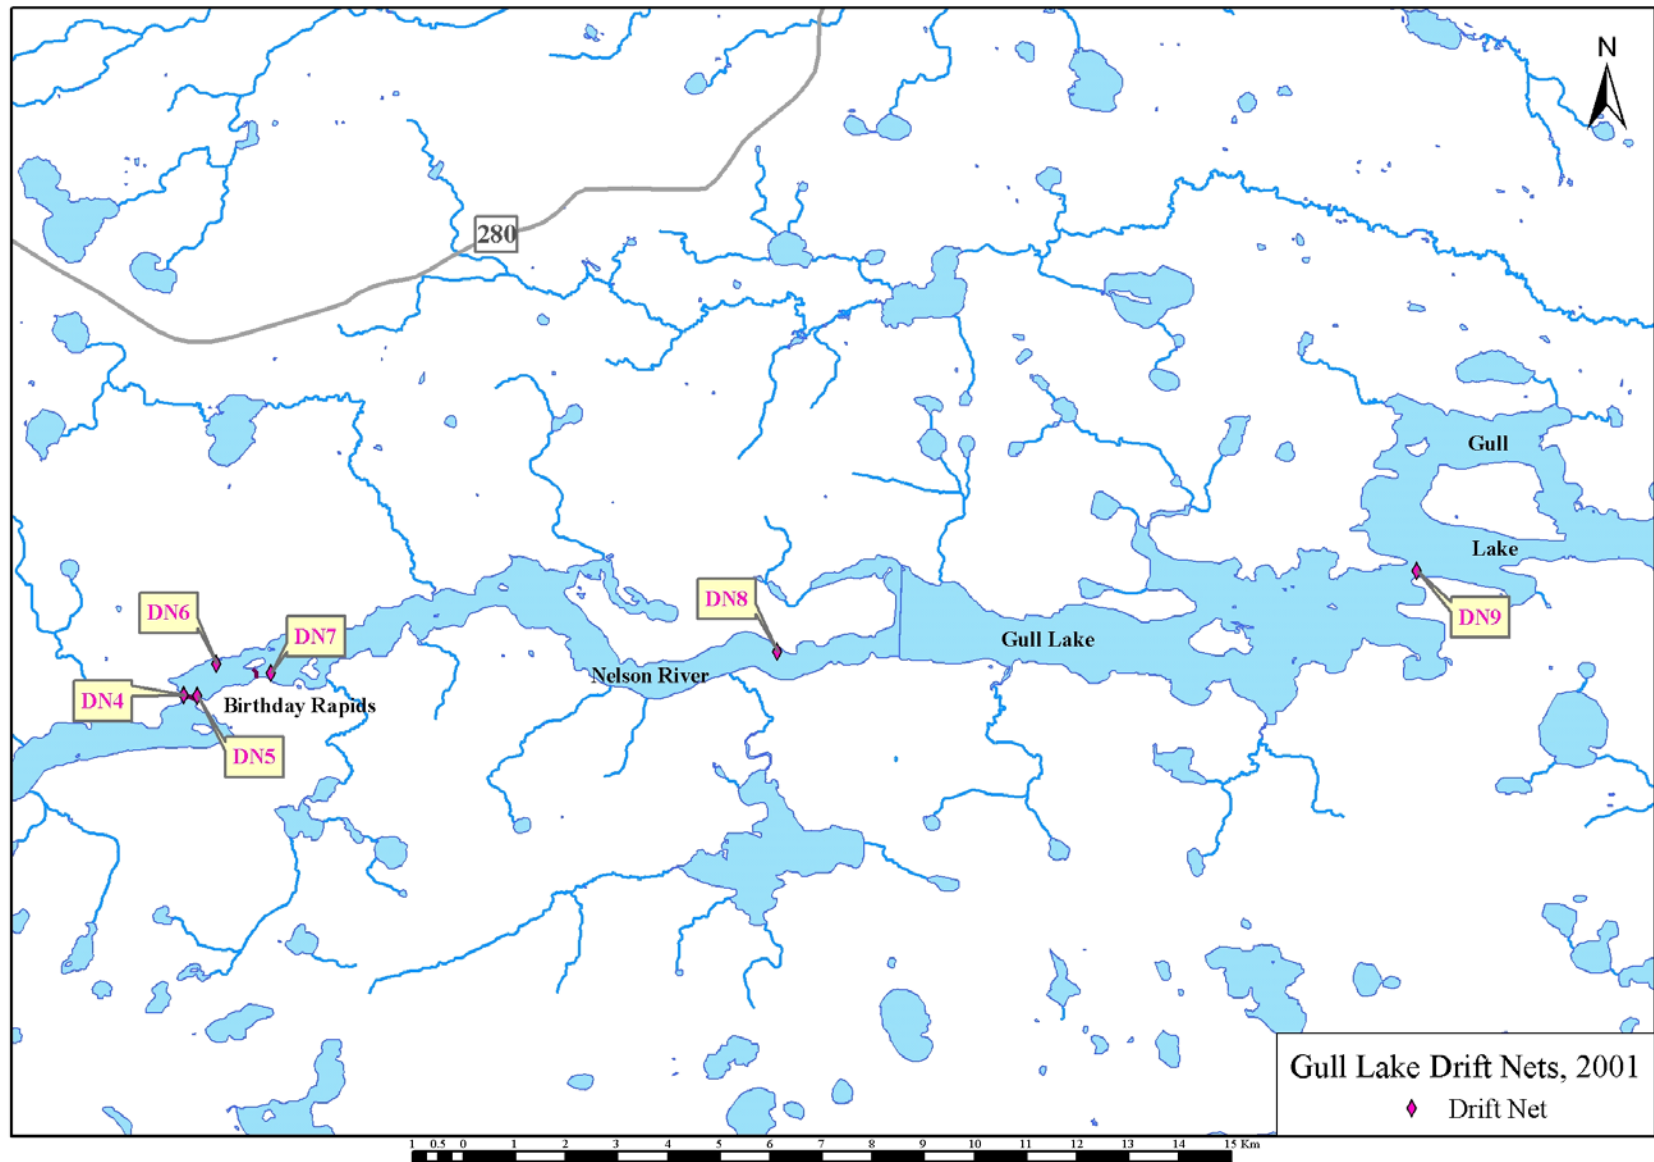 N
280
Gull
Lake
DN6
DN7
DN8
DN9
Gull Lake
Nelson River
DN4
Birthday Rapids
DN5
Gull Lake Drift Nets, 2001
Drift Net
1 0.5 0 1 2 3 4 5 6 7 8 9 10 11 12 13 14 15 Km